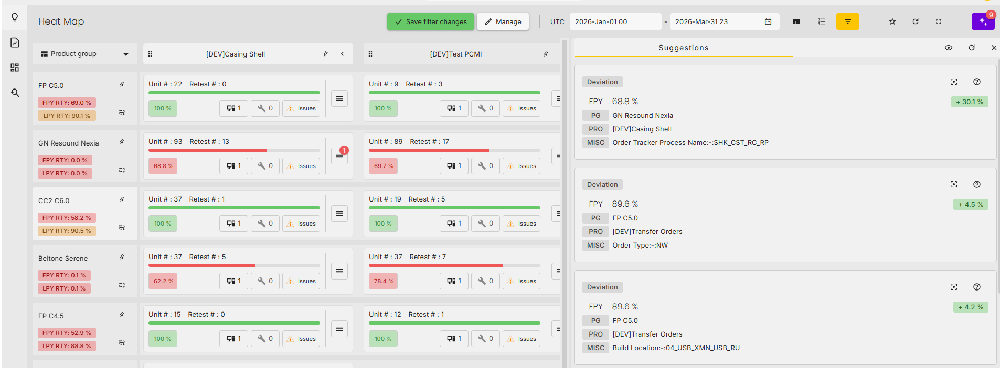 Heat Map
Save filter changes
Manage
UTC
2026-Jan-01 00
-
2026-Mar-31 23
9
Product group
[DEV]Casing Shell
[DEV]Test PCMI
FP C5.0
FPY RTY: 69.0 %
LPY RTY: 90.1 %
Unit # : 22 Retest # : 0
100 %
1
0
Issues
Unit # : 9 Retest # : 3
100 %
1
0
Issues
GN Resound Nexia
FPY RTY: 0.0 %
LPY RTY: 0.0 %
Unit # : 93 Retest # : 13
68.8 %
1
0
Issues
1
Unit # : 89 Retest # : 17
69.7 %
1
0
Issues
CC2 C6.0
FPY RTY: 58.2 %
LPY RTY: 90.5 %
Unit # : 37 Retest # : 1
100 %
1
0
Issues
Unit # : 19 Retest # : 5
100 %
1
0
Issues
Beltone Serene
FPY RTY: 0.1 %
LPY RTY: 0.1 %
Unit # : 37 Retest # : 5
62.2 %
1
0
Issues
Unit # : 37 Retest # : 7
78.4 %
1
0
Issues
FP C4.5
FPY RTY: 52.9 %
LPY RTY: 88.8 %
Unit # : 15 Retest # : 0
100 %
1
0
Issues
Unit # : 12 Retest # : 1
100 %
1
0
Issues
Suggestions
Deviation
FPY 68.8 %
+ 30.1 %
PG GN Resound Nexia
PRO [DEV]Casing Shell
MISC Order Tracker Process Name:-:SHK_CST_RC_RP
Deviation
FPY 89.6 %
+ 4.5 %
PG FP C5.0
PRO [DEV]Transfer Orders
MISC Order Type:-:NW
Deviation
FPY 89.6 %
+ 4.2 %
PG FP C5.0
PRO [DEV]Transfer Orders
MISC Build Location:-:04_USB_XMN_USB_RU